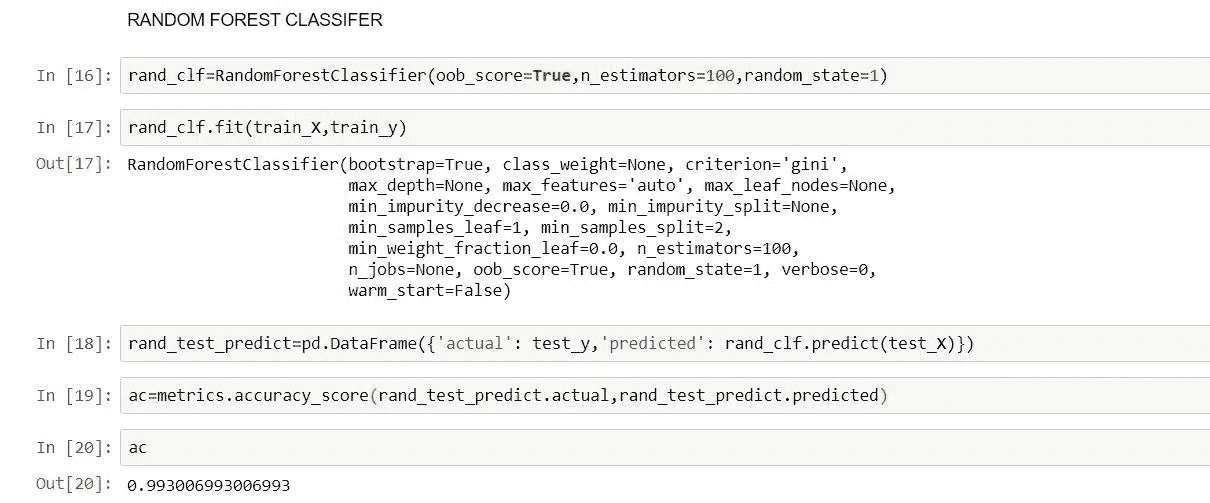 RANDOM FOREST CLASSIFER
In [16]: rand_clf=RandomForestClassifier(oob_score=True,n_estimators=100,random_state=1)
In [17]: rand_clf.fit(train_X,train_y)
Out[17]: RandomForestClassifier(bootstrap=True, class_weight=None, criterion='gini',
max_depth=None, max_features='auto', max_leaf_nodes=None,
min_impurity_decrease=0.0, min_impurity_split=None,
min_samples_leaf=1, min_samples_split=2,
min_weight_fraction_leaf=0.0, n_estimators=100,
n_jobs=None, oob_score=True, random_state=1, verbose=0,
warm_start=False)
In [18]: rand_test_predict=pd.DataFrame({'actual': test_y,'predicted': rand_clf.predict(test_X)})
In [19]: ac=metrics.accuracy_score(rand_test_predict.actual,rand_test_predict.predicted)
In [20]: ac
Out[20]: 0.993006993006993